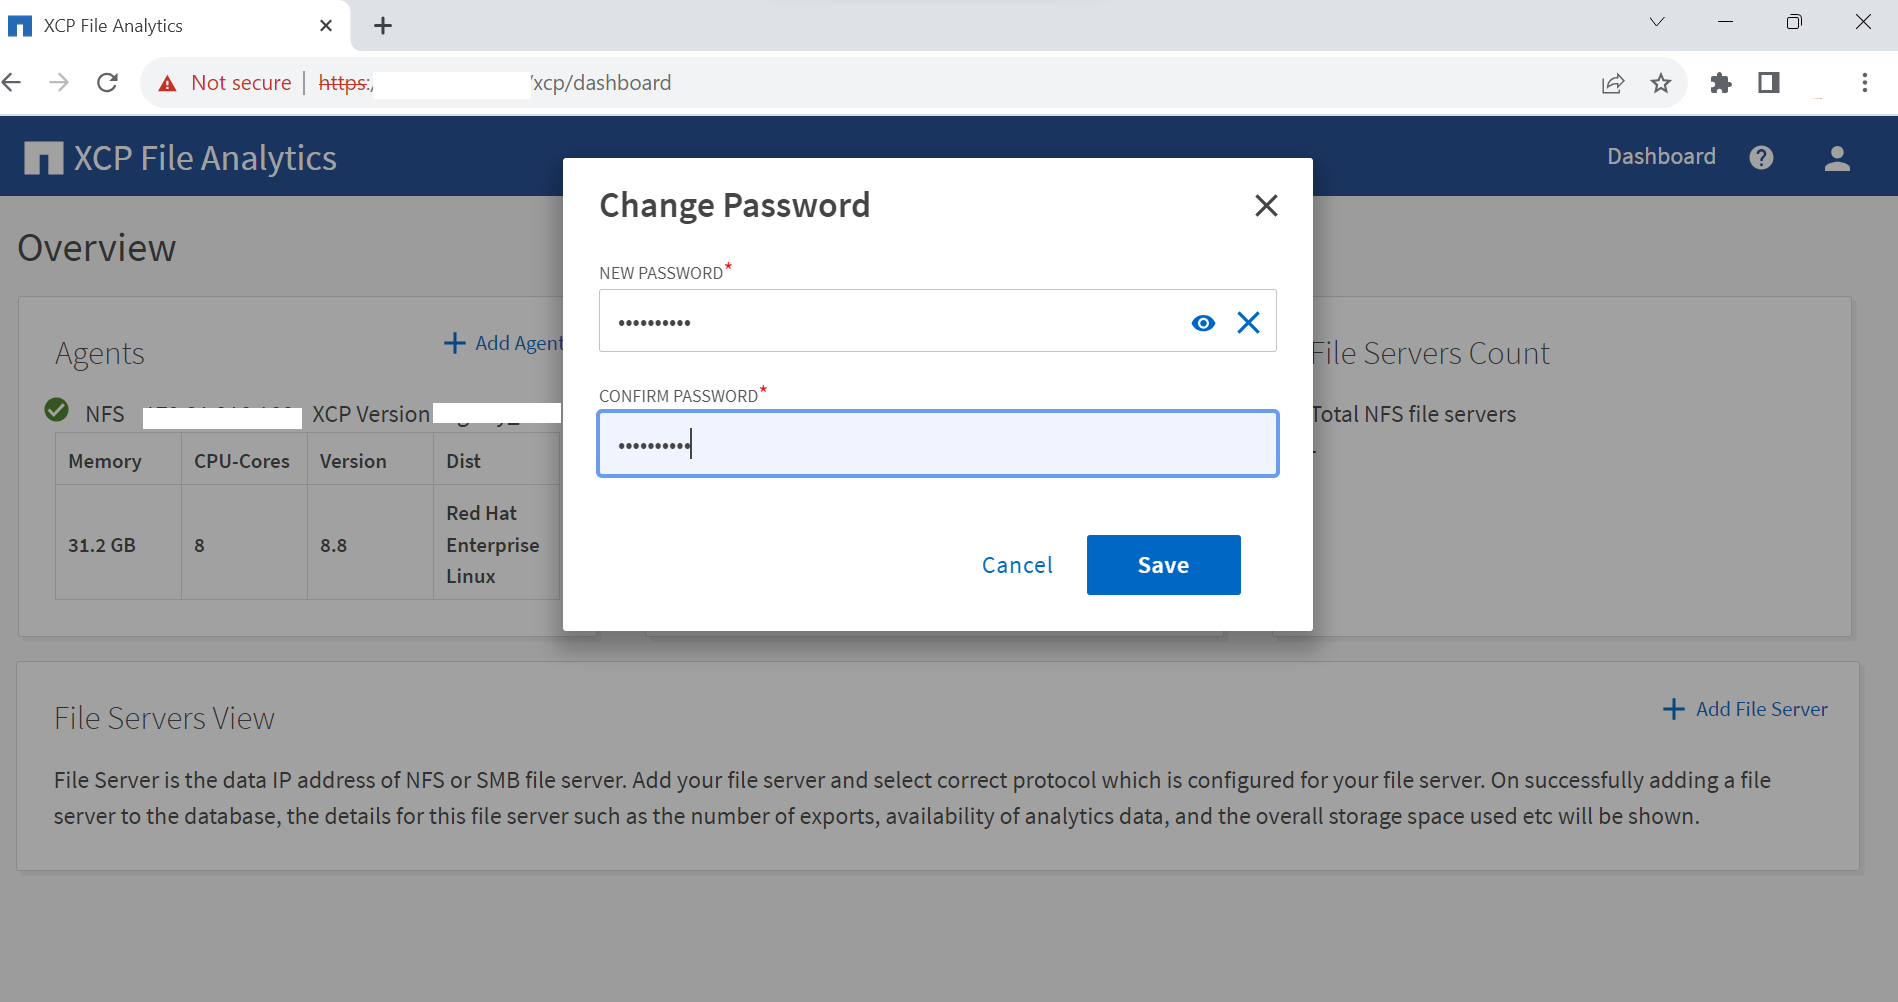 XCP File Analytics
Not secure https:/ /xcp/dashboard
XCP File Analytics
Dashboard
Overview
Change Password
NEW PASSWORD*
••••••••••
CONFIRM PASSWORD*
••••••••••
Cancel
Save
Agents
Add Agent
NFS XCP Version
Memory CPU-Cores Version Dist
31.2 GB 8 8.8 Red Hat
Enterprise
Linux
File Servers Count
Total NFS file servers
File Servers View
Add File Server
File Server is the data IP address of NFS or SMB file server. Add your file server and select correct protocol which is configured for your file server. On successfully adding a file
server to the database, the details for this file server such as the number of exports, availability of analytics data, and the overall storage space used etc will be shown.